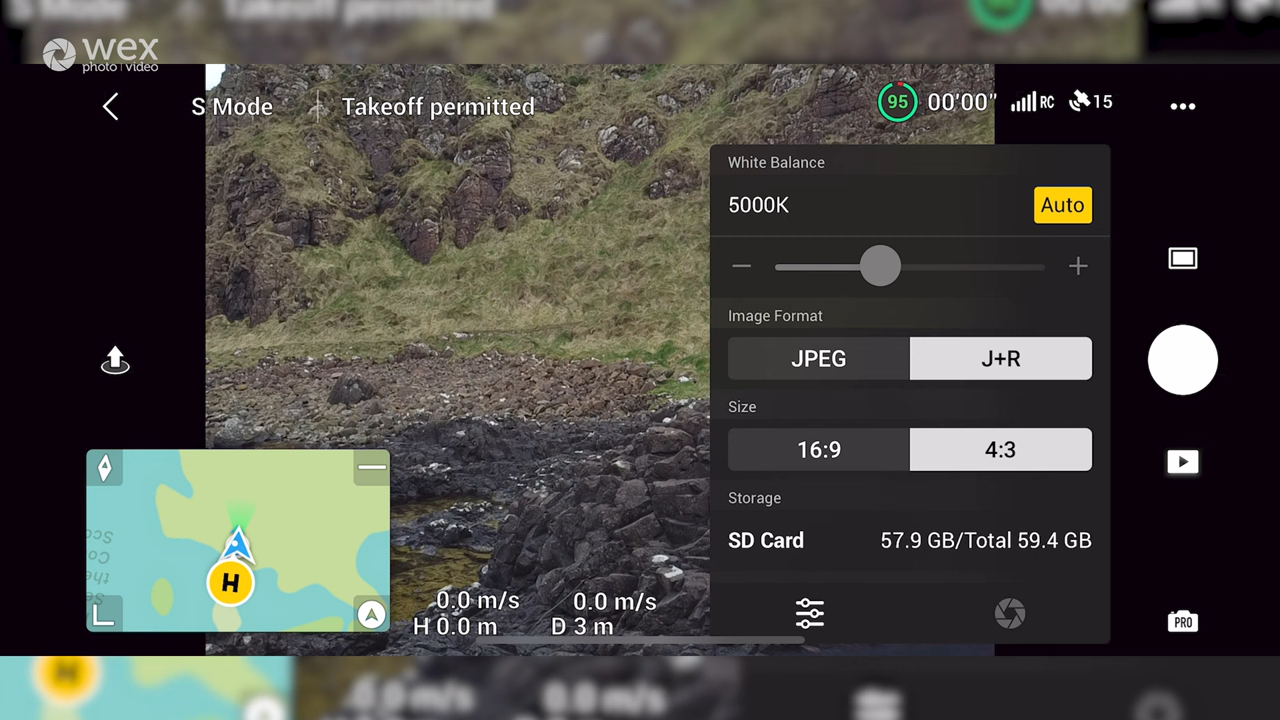 wex
photo | video
S Mode Takeoff permitted 95 00'00" RC 15
White Balance
5000K Auto
Image Format
JPEG J+R
Size
16:9 4:3
Storage
SD Card 57.9 GB/Total 59.4 GB
H
0.0 m/s 0.0 m/s
H 0.0 m D 3 m
PRO